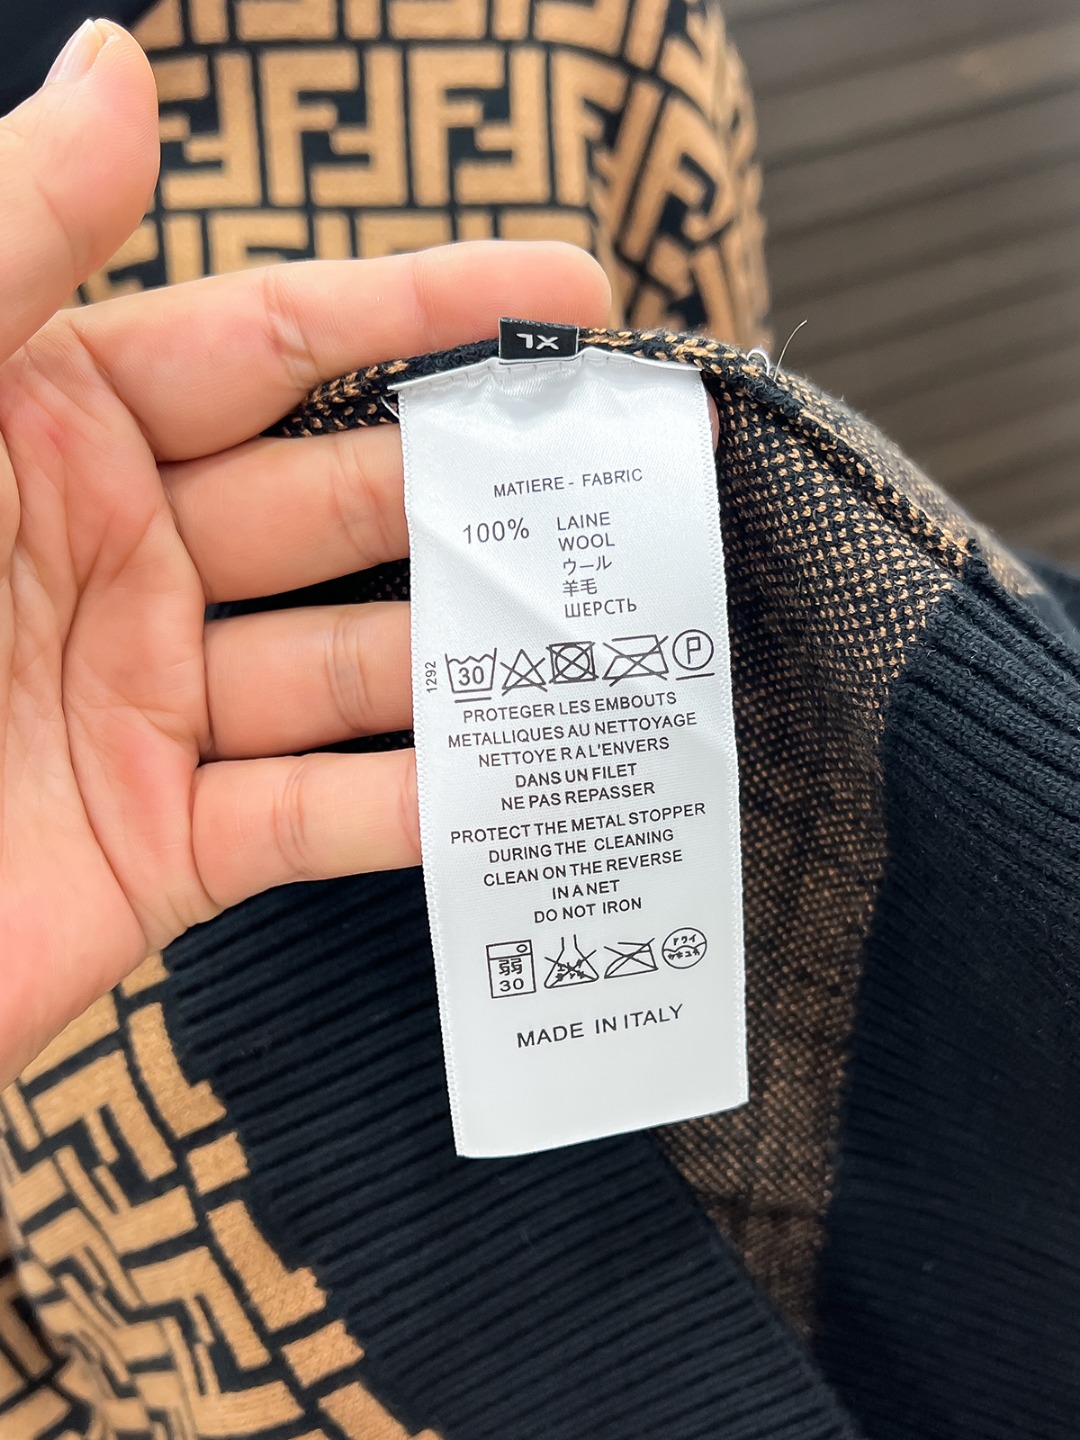 XL
MATIERE - FABRIC
100% LAINE
WOOL
ウール
羊毛
ШЕРСТЬ
1292
30
P
PROTEGER LES EMBOUTS
METALLIQUES AU NETTOYAGE
NETTOYER A L'ENVERS
DANS UN FILET
NE PAS REPASSER
PROTECT THE METAL STOPPER
DURING THE CLEANING
CLEAN ON THE REVERSE
IN A NET
DO NOT IRON
30
MADE IN ITALY